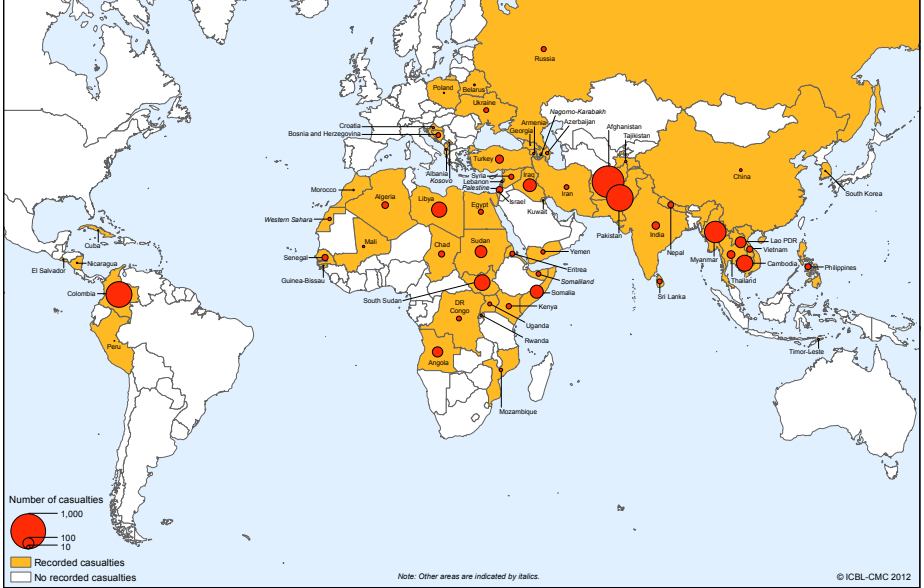 Russia
Poland
Belarus
Ukraine
Nagorno-Karabakh
Croatia
Armenia
Azerbaijan
Bosnia and Herzegovina
Georgia
Afghanistan
Tajikistan
Turkey
Albania
Kosovo
Syria
Lebanon
Palestine
Iraq
Iran
China
Morocco
Israel
South Korea
Algeria
Libya
Egypt
Kuwait
Western Sahara
Pakistan
India
Cuba
Mali
Chad
Sudan
Yemen
Nepal
Lao PDR
Vietnam
Senegal
Myanmar
Cambodia
Philippines
El Salvador
Nicaragua
Eritrea
Guinea-Bissau
Somaliland
Thailand
Colombia
South Sudan
Somalia
Sri Lanka
DR
Congo
Kenya
Uganda
Rwanda
Peru
Angola
Timor-Leste
Mozambique
Number of casualties
1,000
100
10
Recorded casualties
No recorded casualties
Note: Other areas are indicated by italics.
© ICBL-CMC 2012